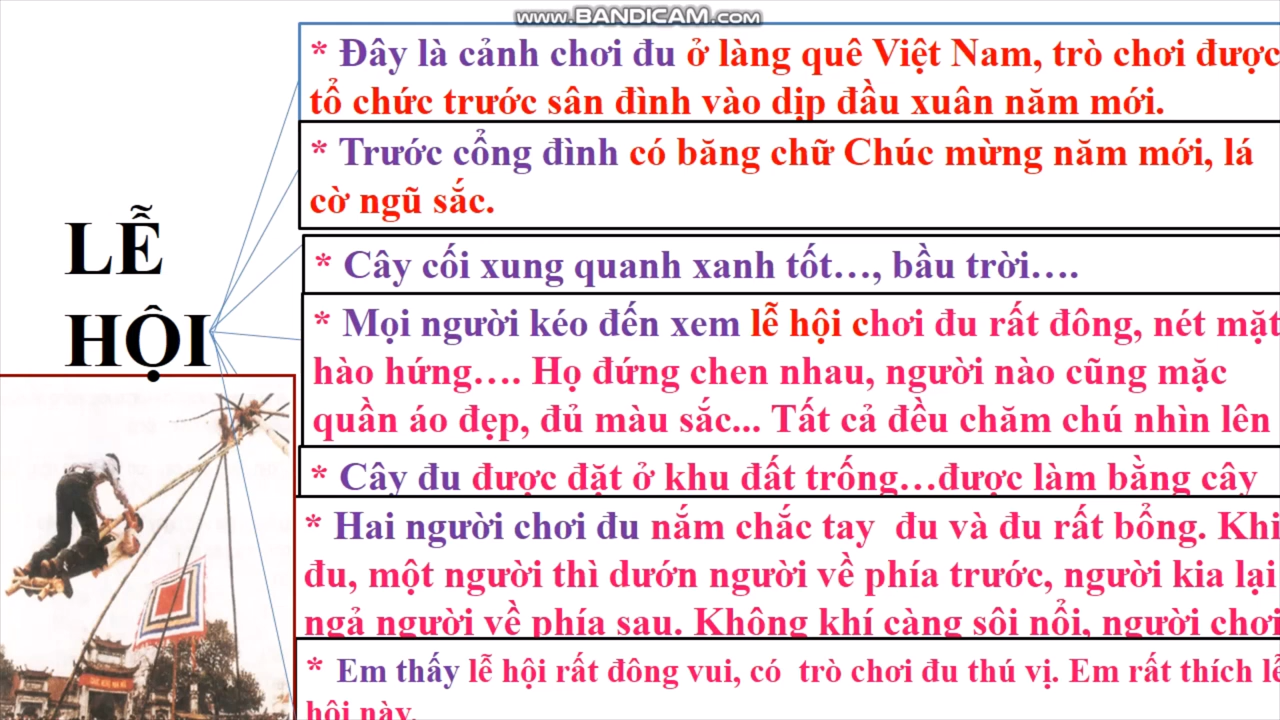 www.BANDICAM.com
* Đây là cảnh chơi đu ở làng quê Việt Nam, trò chơi được
tổ chức trước sân đình vào dịp đầu xuân năm mới.
* Trước cổng đình có băng chữ Chúc mừng năm mới, lá
cờ ngũ sắc.
LỄ
HỘI
* Cây cối xung quanh xanh tốt…, bầu trời….
* Mọi người kéo đến xem lễ hội chơi đu rất đông, nét mặt
hào hứng…. Họ đứng chen nhau, người nào cũng mặc
quần áo đẹp, đủ màu sắc... Tất cả đều chăm chú nhìn lên
* Cây đu được đặt ở khu đất trống…được làm bằng cây
* Hai người chơi đu nắm chắc tay đu và đu rất bổng. Khi
đu, một người thì dướn người về phía trước, người kia lại
ngả người về phía sau. Không khí càng sôi nổi, người chơi
* Em thấy lễ hội rất đông vui, có trò chơi đu thú vị. Em rất thích lễ
hội này.